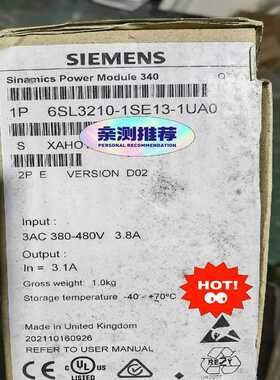 SIEMENS
Sinamics Power Module 340
1P 6SL3210-1SE13-1UA0
亲测推荐
S XAHO
2P E VERSION D02
Input :
3AC 380-480V 3.8A
Output :
In = 3.1A
HOT!
Gross weight: 1.0kg
Storage temperature -40 - +70°C
Made in United Kingdom
202110160926
REFER TO USER MANUAL
UL
LISTED